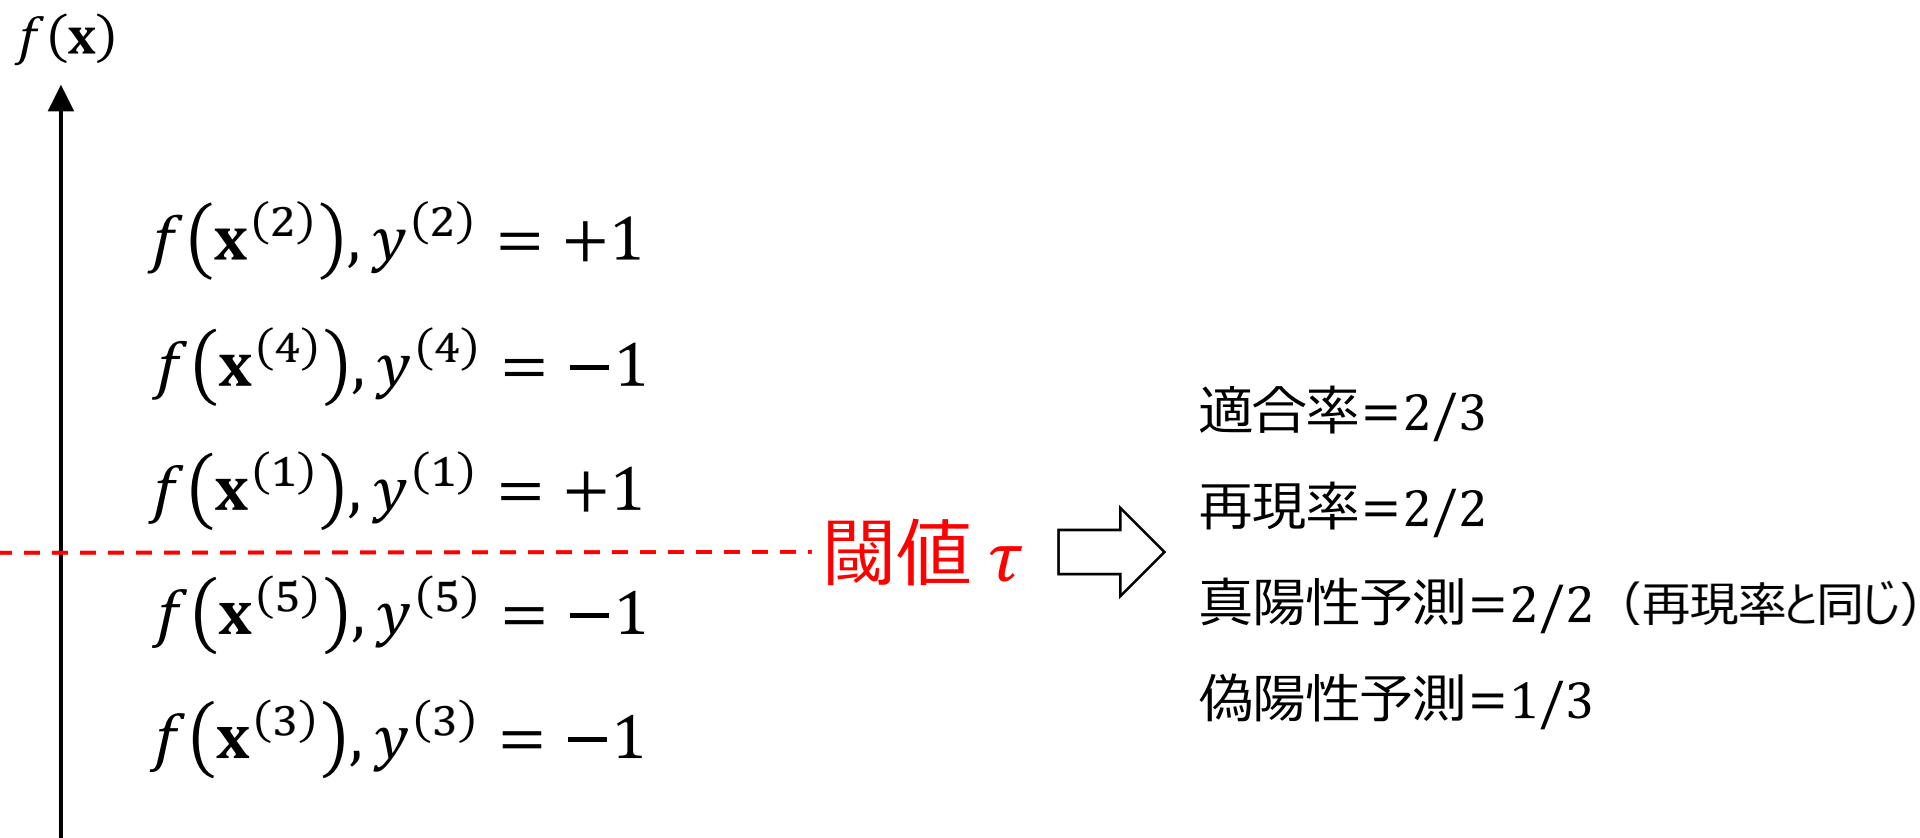 f(x)
f(x^(2)), y^(2) = +1
f(x^(4)), y^(4) = −1
f(x^(1)), y^(1) = +1
閾値 τ
f(x^(5)), y^(5) = −1
f(x^(3)), y^(3) = −1
適合率=2/3
再現率=2/2
真陽性予測=2/2（再現率と同じ）
偽陽性予測=1/3